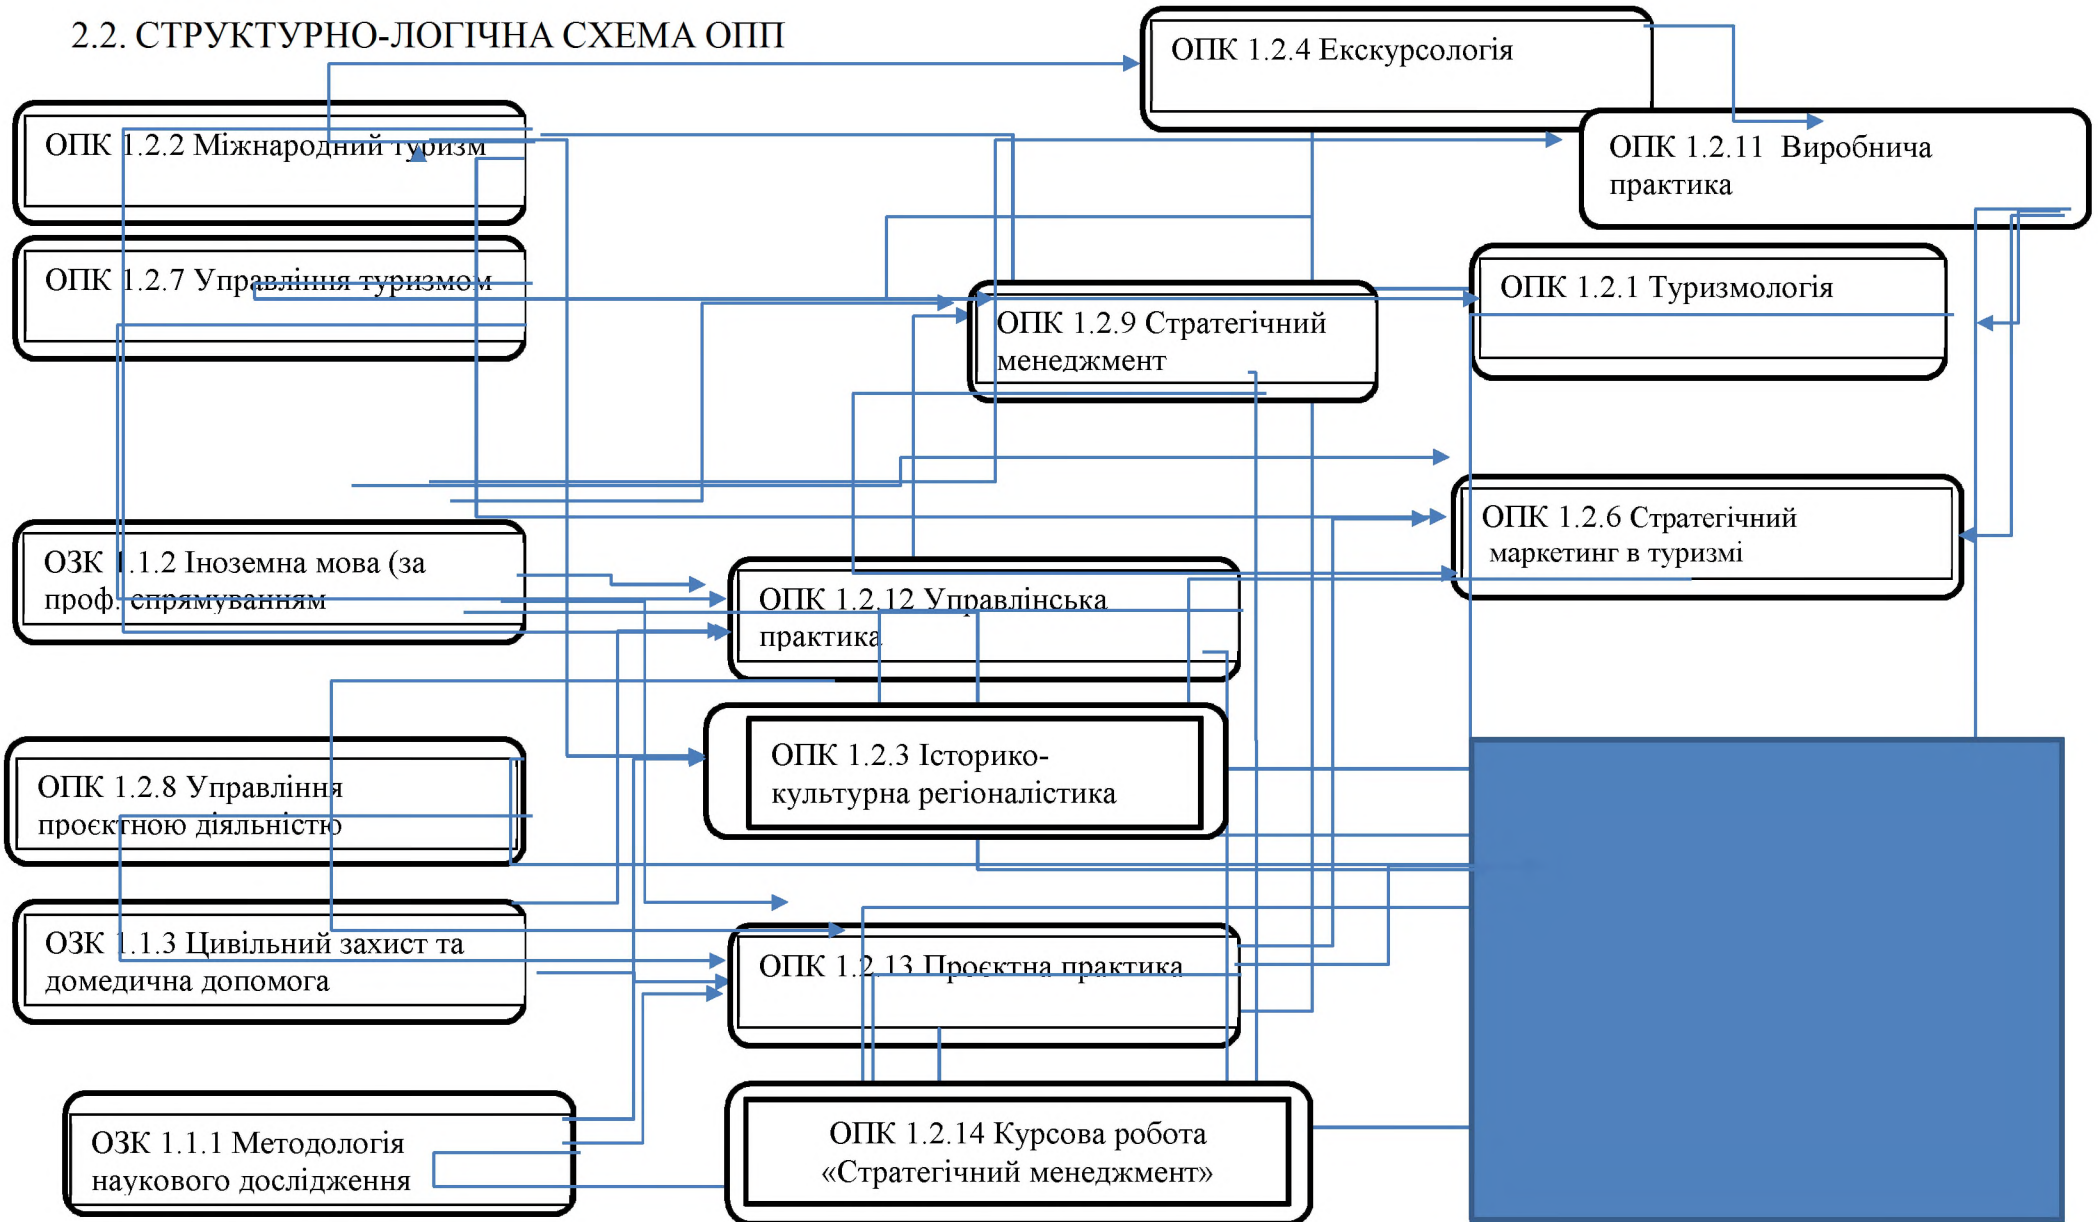 2.2. СТРУКТУРНО-ЛОГІЧНА СХЕМА ОПП
ОПК 1.2.4 Екскурсологія
ОПК 1.2.2 Міжнародний туризм
ОПК 1.2.11 Виробнича
практика
ОПК 1.2.7 Управління туризмом
ОПК 1.2.9 Стратегічний
менеджмент
ОПК 1.2.1 Туризмологія
ОПК 1.2.6 Стратегічний
маркетинг в туризмі
ОЗК 1.1.2 Іноземна мова (за
проф. спрямуванням
ОПК 1.2.12 Управлінська
практика
ОПК 1.2.3 Історико-
культурна регіоналістика
ОПК 1.2.8 Управління
проєктною діяльністю
ОЗК 1.1.3 Цивільний захист та
домедична допомога
ОПК 1.2.13 Проєктна практика
ОЗК 1.1.1 Методологія
наукового дослідження
ОПК 1.2.14 Курсова робота
«Стратегічний менеджмент»